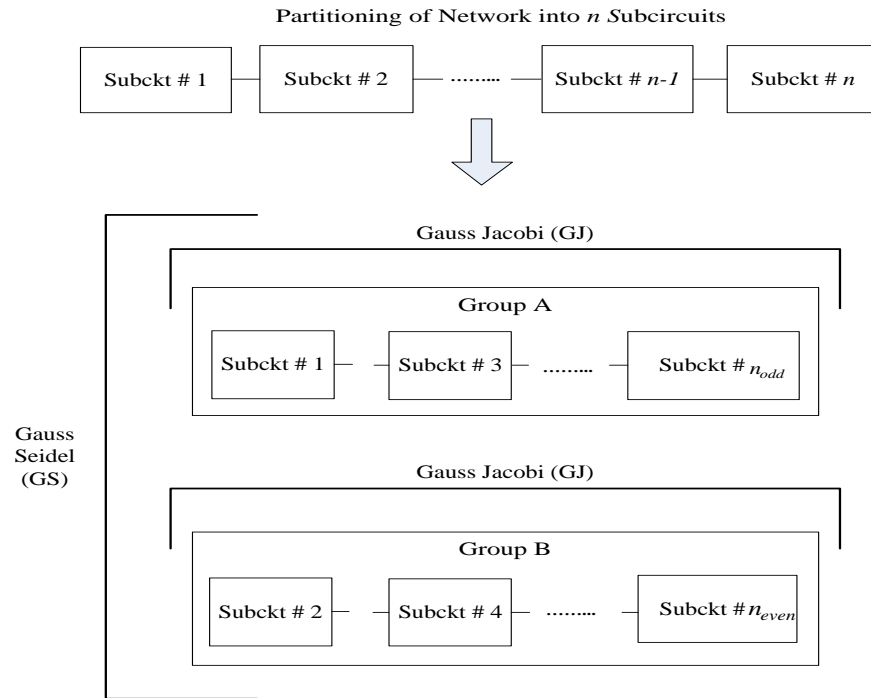 Partitioning of Network into n Subcircuits
Subckt # 1
Subckt # 2
.........
Subckt # n-1
Subckt # n
Gauss Jacobi (GJ)
Group A
Subckt # 1
Subckt # 3
.........
Subckt # nodd
Gauss
Seidel
(GS)
Gauss Jacobi (GJ)
Group B
Subckt # 2
Subckt # 4
.........
Subckt # neven